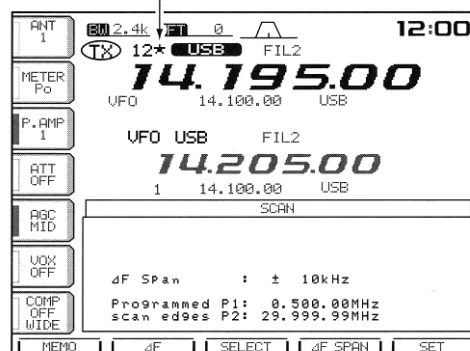 ANT 1
BW 2.4k FT 0 12:00
TX 12★ USB FIL2
METER Po
14.195.00
VFO 14.100.00 USB
P.AMP 1
VFO USB FIL2
ATT OFF
14.205.00
1 14.100.00 USB
AGC MID
SCAN
VOX OFF
⊿F SPan : ± 10kHz
COMP OFF WIDE
Programmed P1: 0.500.00MHz
scan edges P2: 29.999.99MHz
MEMO ⊿F SELECT ⊿F SPAN SET